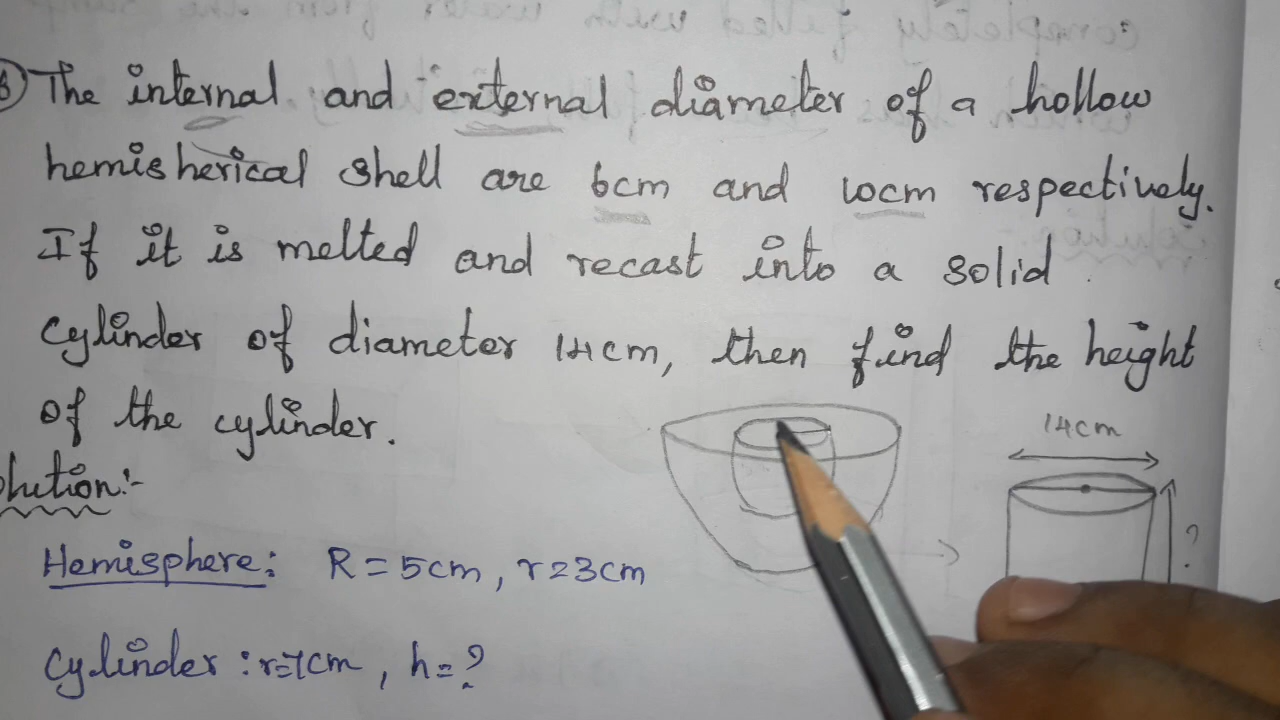 The internal and external diameter of a hollow
hemisherical shell are 6cm and 10cm respectively.
If it is melted and recast into a solid
cylinder of diameter 14cm, then find the height
of the cylinder.
14cm
?
olution:-
Hemisphere: R = 5cm, r=3cm
Cylinder: r=7cm, h=?